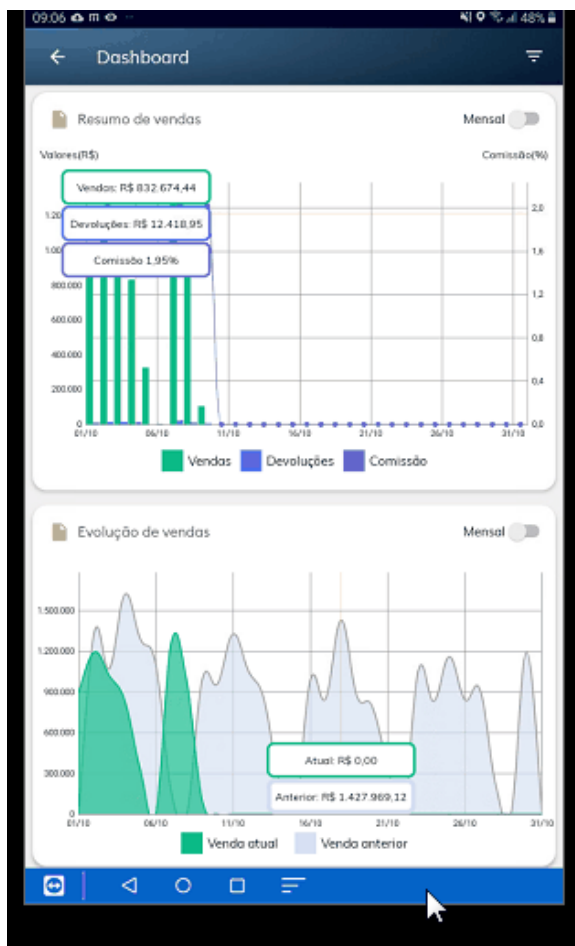 09:06
48%
Dashboard
Resumo de vendas
Mensal
Valores(R$)
Comissão(%)
Vendas: R$ 832.674,44
Devoluções: R$ 12.418,95
Comissão 1,95%
2,0
1,6
800.000
1,2
600.000
0,8
400.000
0,4
200.000
0
0,0
01/10
06/10
11/10
16/10
21/10
26/10
31/10
Vendas
Devoluções
Comissão
Evolução de vendas
Mensal
1.500.000
1.200.000
900.000
600.000
300.000
0
Atual: R$ 0,00
Anterior: R$ 1.427.969,12
01/10
06/10
11/10
16/10
21/10
26/10
31/10
Venda atual
Venda anterior